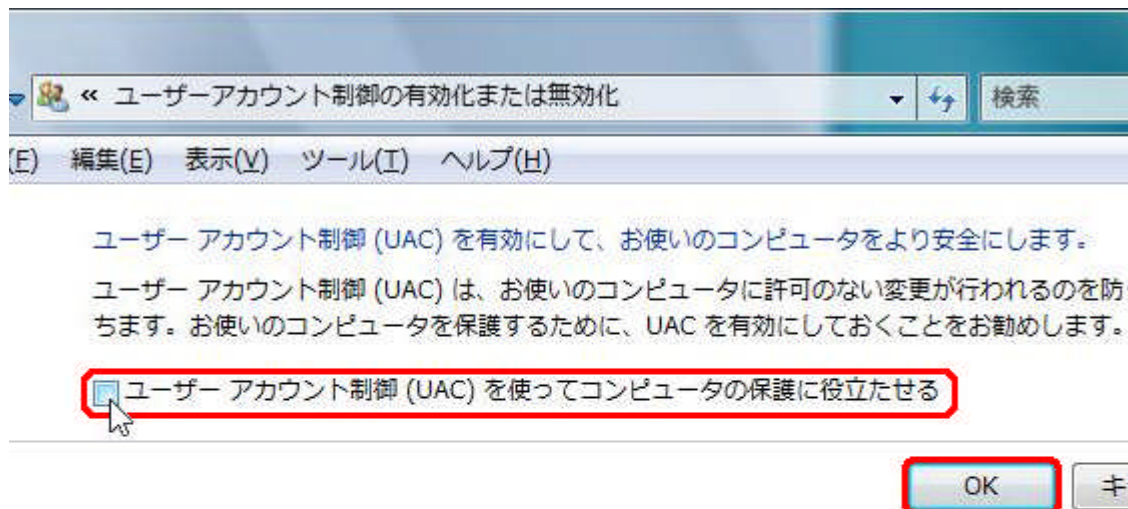 « ユーザーアカウント制御の有効化または無効化
検索
(F) 編集(E) 表示(V) ツール(T) ヘルプ(H)
ユーザー アカウント制御 (UAC) を有効にして、お使いのコンピュータをより安全にします。
ユーザー アカウント制御 (UAC) は、お使いのコンピュータに許可のない変更が行われるのを防
ちます。お使いのコンピュータを保護するために、UAC を有効にしておくことをお勧めします。
ユーザー アカウント制御 (UAC) を使ってコンピュータの保護に役立たせる
OK
キ